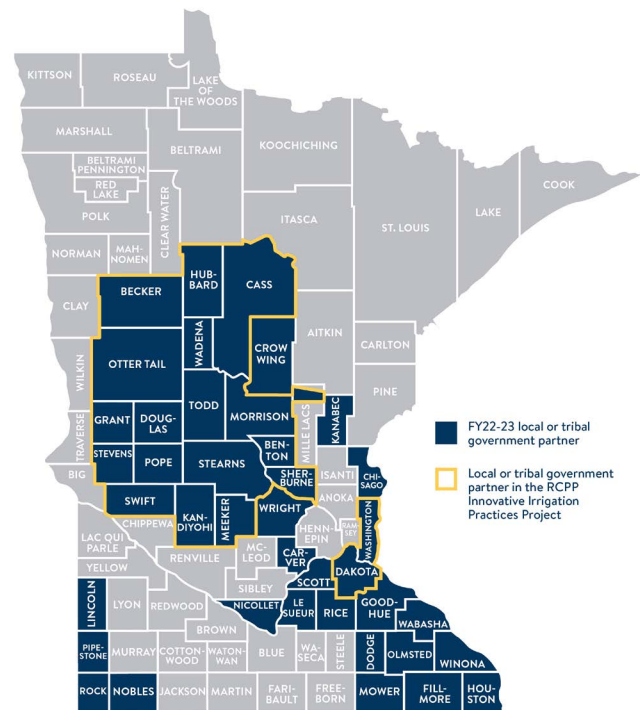 KITTSON
ROSEAU
LAKE
OF
THE WOODS
MARSHALL
BELTRAMI
KOOCHICHING
BELTRAMI
PENNINGTON
RED
LAKE
POLK
CLEAR WATER
ITASCA
ST. LOUIS
LAKE
COOK
NORMAN
MAH-
NOMEN
HUB-
BARD
CASS
BECKER
CLAY
WADENA
CROW
WING
AITKIN
CARLTON
OTTER TAIL
WILKIN
TODD
MORRISON
MILLE LACS
KANABEC
PINE
GRANT
DOUG-
LAS
TRAVERSE
STEVENS
POPE
STEARNS
BEN-
TON
SHER-
BURNE
ISANTI
CHI-
SAGO
BIG
SWIFT
KAN-
DIYOHI
MEEKER
WRIGHT
ANOKA
HENN-
EPIN
RAM-
SEY
WASHINGTON
CHIPPEWA
LAC QUI
PARLE
RENVILLE
MC-
LEOD
CAR-
VER
DAKOTA
YELLOW
SIBLEY
SCOTT
LINCOLN
LYON
REDWOOD
NICOLLET
LE
SUEUR
RICE
GOOD-
HUE
WABASHA
BROWN
PIPE-
STONE
MURRAY
COTTON-
WOOD
WATON-
WAN
BLUE
WA-
SECA
STEELE
DODGE
OLMSTED
WINONA
ROCK
NOBLES
JACKSON
MARTIN
FARI-
BAULT
FREE-
BORN
MOWER
FILL-
MORE
HOU-
STON
FY22-23 local or tribal
government partner
Local or tribal government
partner in the RCPP
Innovative Irrigation
Practices Project